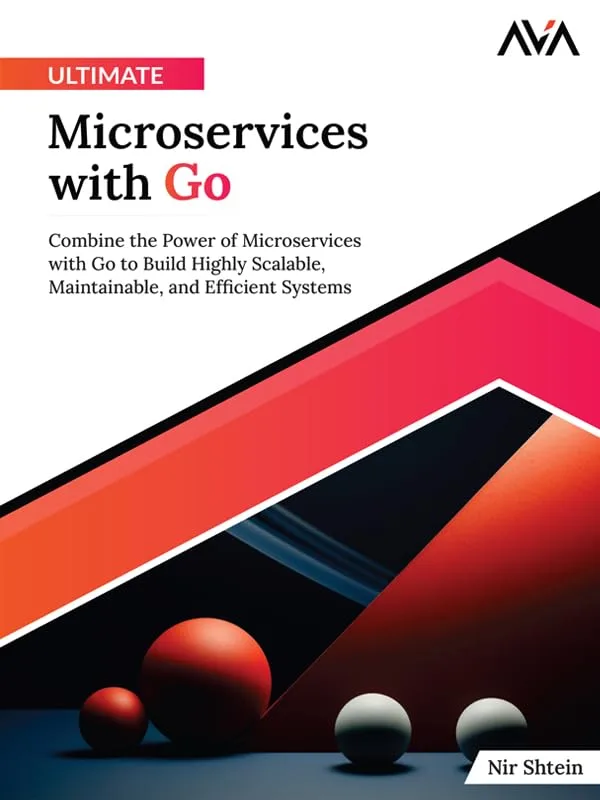 AVA
ULTIMATE
Microservices
with Go
Combine the Power of Microservices
with Go to Build Highly Scalable,
Maintainable, and Efficient Systems
Nir Shtein